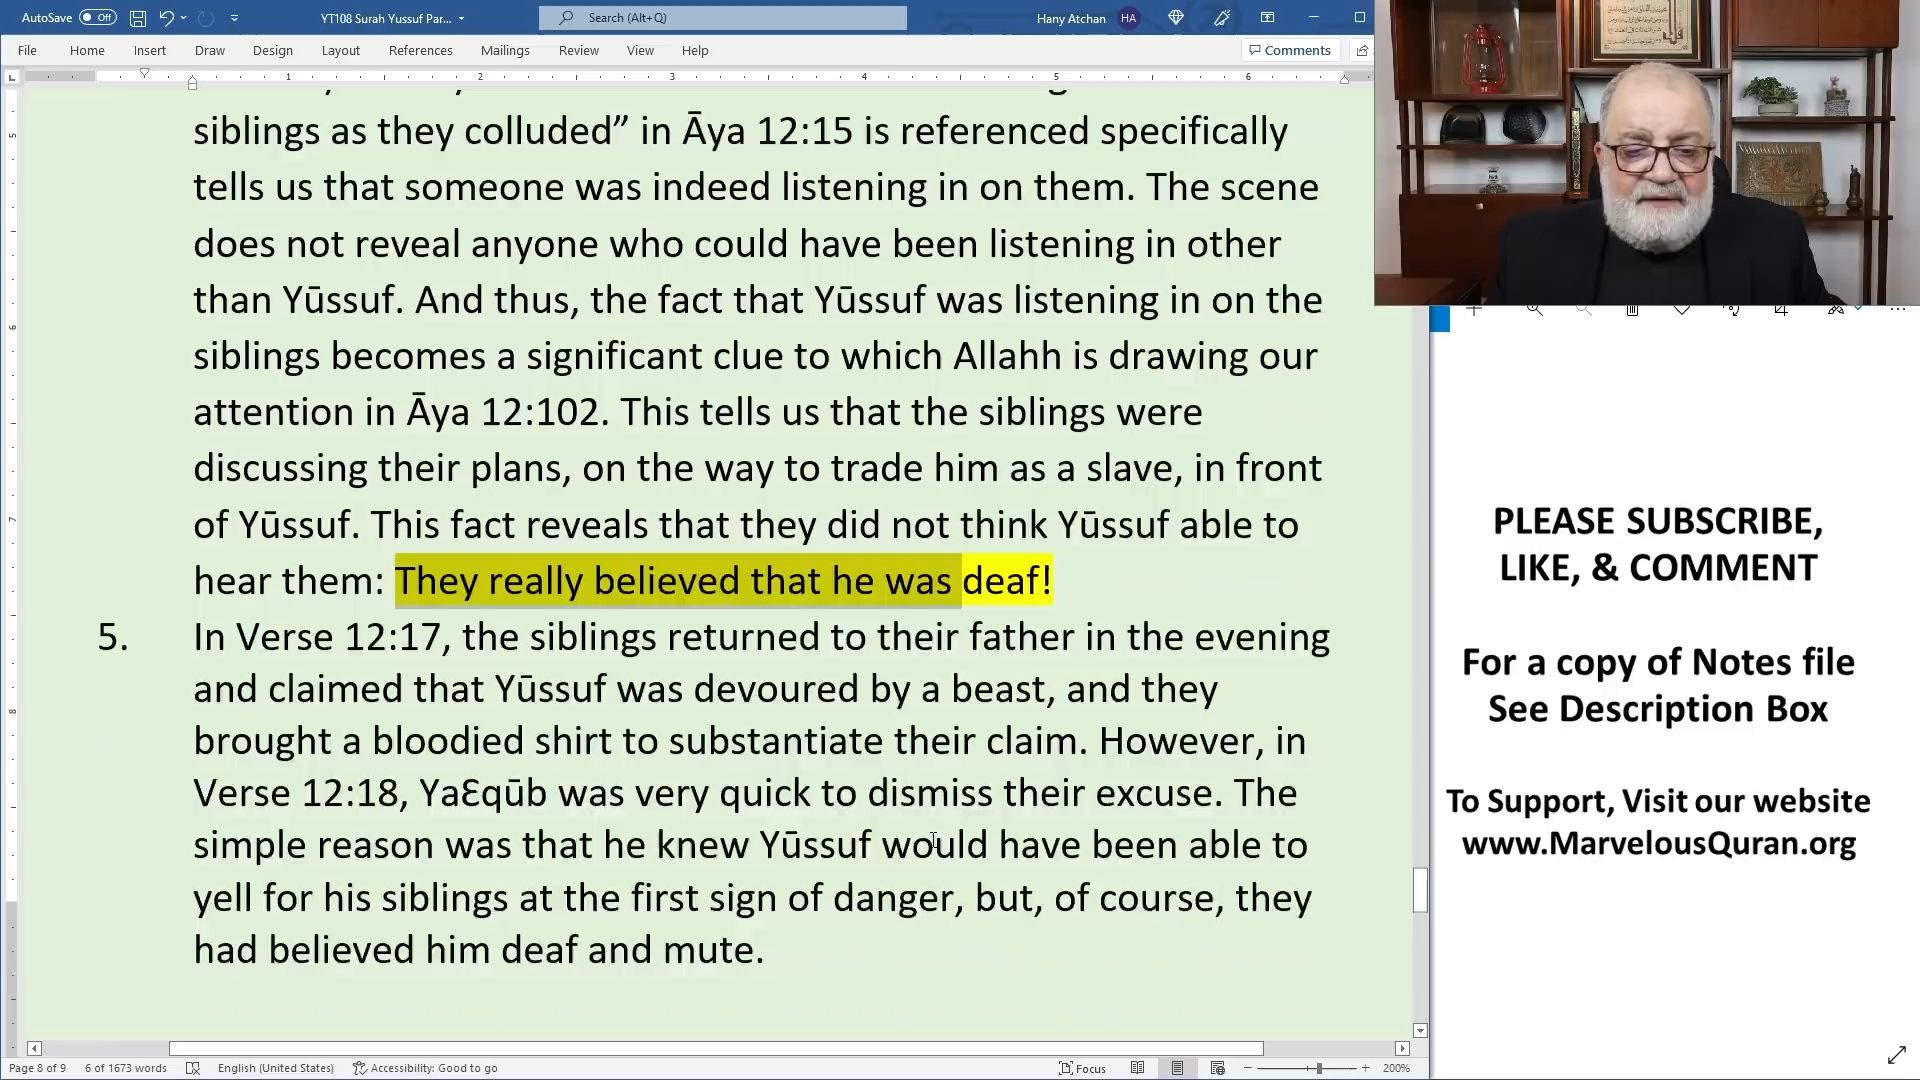 AutoSave Off
YT108 Surah Yussuf Par...
Search (Alt+Q)
Hany Atchan HA
File Home Insert Draw Design Layout References Mailings Review View Help
Comments
1 2 3 4 5 6
siblings as they colluded” in Āya 12:15 is referenced specifically
tells us that someone was indeed listening in on them. The scene
does not reveal anyone who could have been listening in other
than Yūssuf. And thus, the fact that Yūssuf was listening in on the
siblings becomes a significant clue to which Allahh is drawing our
attention in Āya 12:102. This tells us that the siblings were
discussing their plans, on the way to trade him as a slave, in front
of Yūssuf. This fact reveals that they did not think Yūssuf able to
hear them: They really believed that he was deaf!
5. In Verse 12:17, the siblings returned to their father in the evening
and claimed that Yūssuf was devoured by a beast, and they
brought a bloodied shirt to substantiate their claim. However, in
Verse 12:18, YaƐqūb was very quick to dismiss their excuse. The
simple reason was that he knew Yūssuf would have been able to
yell for his siblings at the first sign of danger, but, of course, they
had believed him deaf and mute.
PLEASE SUBSCRIBE,
LIKE, & COMMENT
For a copy of Notes file
See Description Box
To Support, Visit our website
www.MarvelousQuran.org
Page 8 of 9 6 of 1673 words English (United States) Accessibility: Good to go
Focus 200%